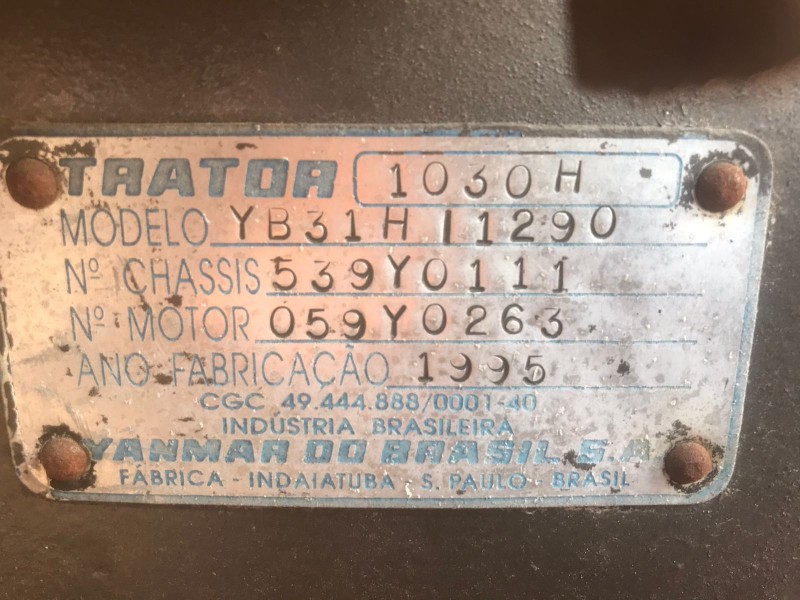 TRATOR 1030H
MODELO YB31H 11290
Nº CHASSIS 539Y0111
Nº MOTOR 059Y0263
ANO FABRICAÇÃO 1995
CGC 49.444.888/0001-40
INDÚSTRIA BRASILEIRA
YANMAR DO BRASIL S.A.
FÁBRICA - INDAIATUBA - S. PAULO - BRASIL